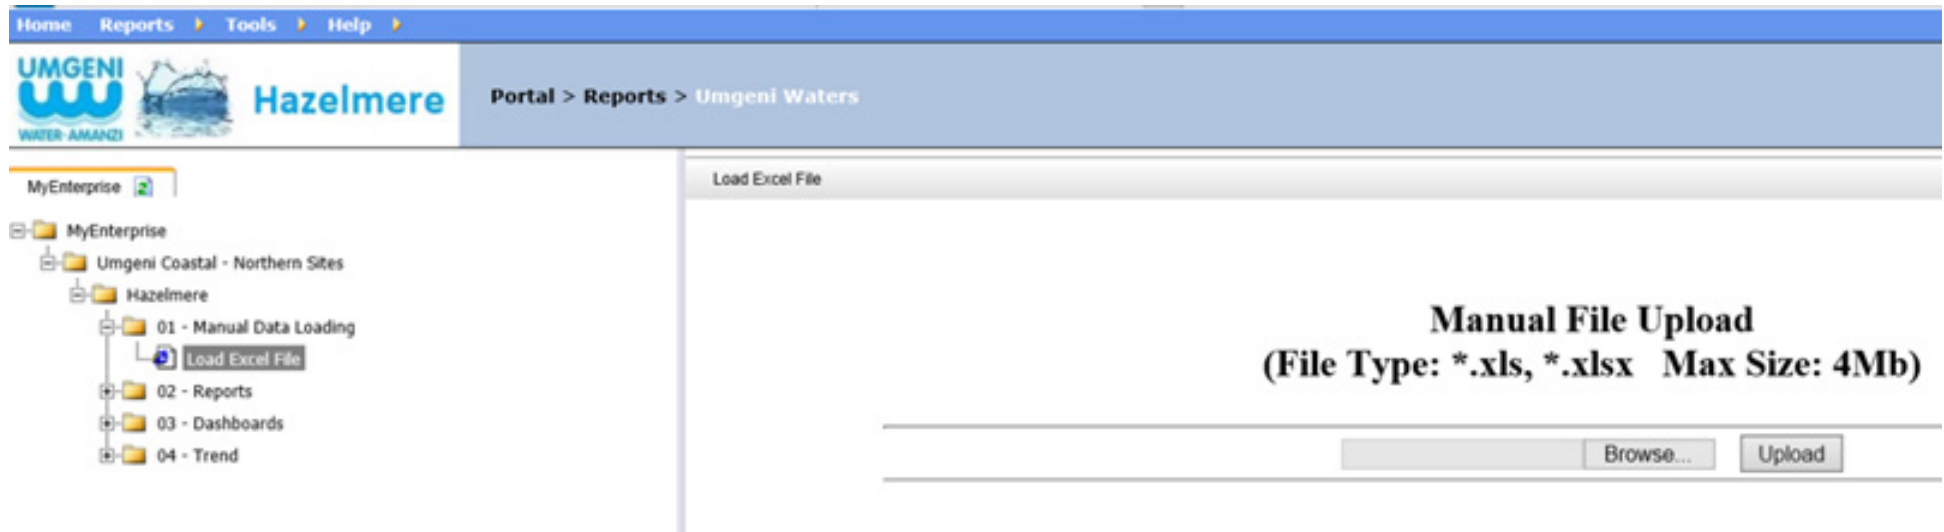 Home Reports Tools Help
UMGENI
WATER·AMANZI
Hazelmere
Portal > Reports > Umgeni Waters
MyEnterprise
Load Excel File
MyEnterprise
Umgeni Coastal - Northern Sites
Hazelmere
01 - Manual Data Loading
Load Excel File
02 - Reports
03 - Dashboards
04 - Trend
Manual File Upload
(File Type: *.xls, *.xlsx Max Size: 4Mb)
Browse... Upload